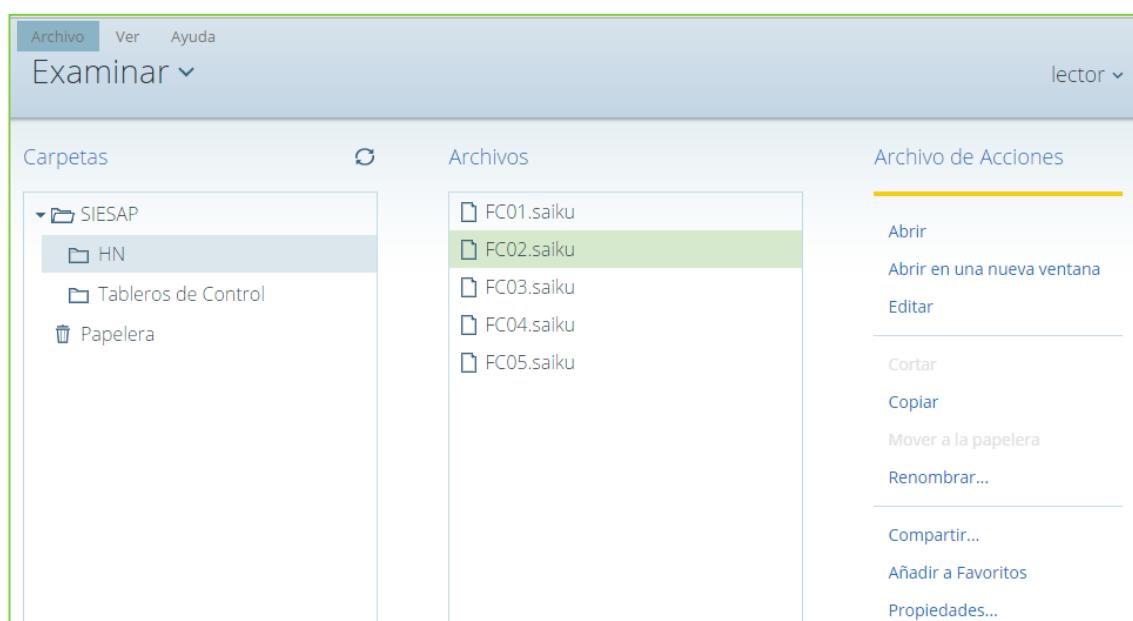 Archivo Ver Ayuda
Examinar
lector
Carpetas
SIESAP
HN
Tableros de Control
Papelera
Archivos
FC01.saiku
FC02.saiku
FC03.saiku
FC04.saiku
FC05.saiku
Archivo de Acciones
Abrir
Abrir en una nueva ventana
Editar
Cortar
Copiar
Mover a la papelera
Renombrar...
Compartir...
Añadir a Favoritos
Propiedades...